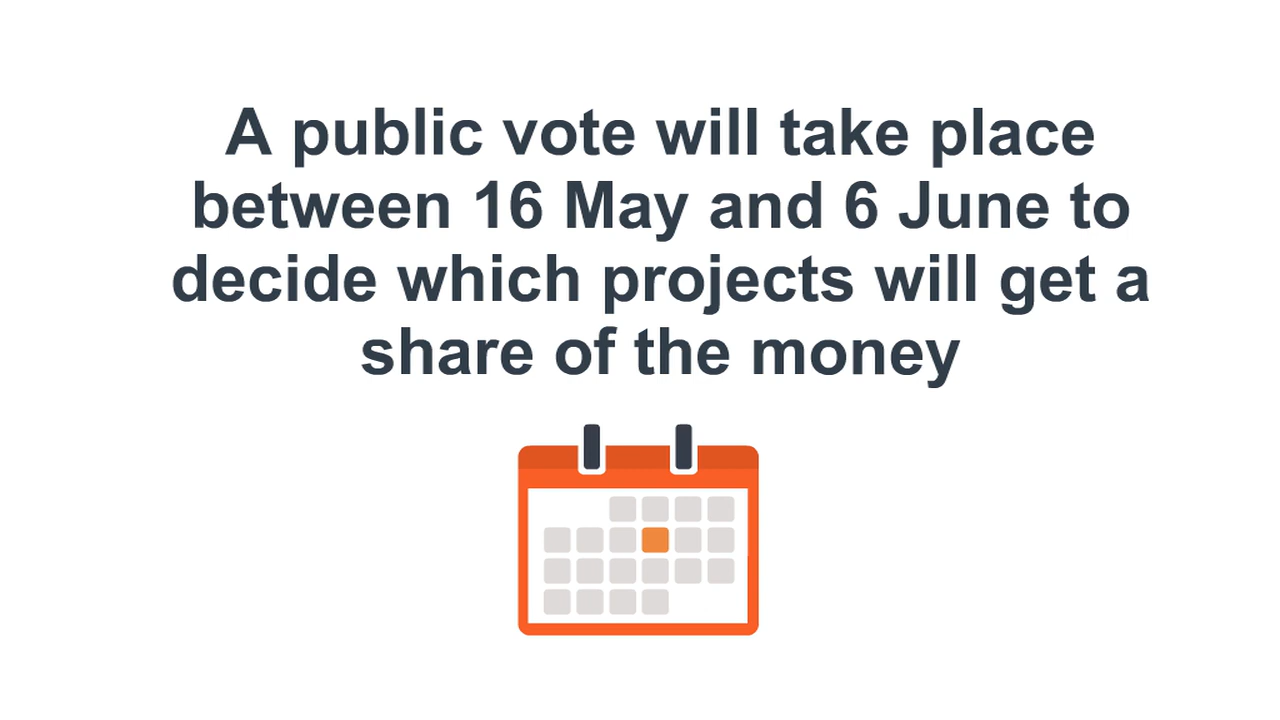 A public vote will take place
between 16 May and 6 June to
decide which projects will get a
share of the money